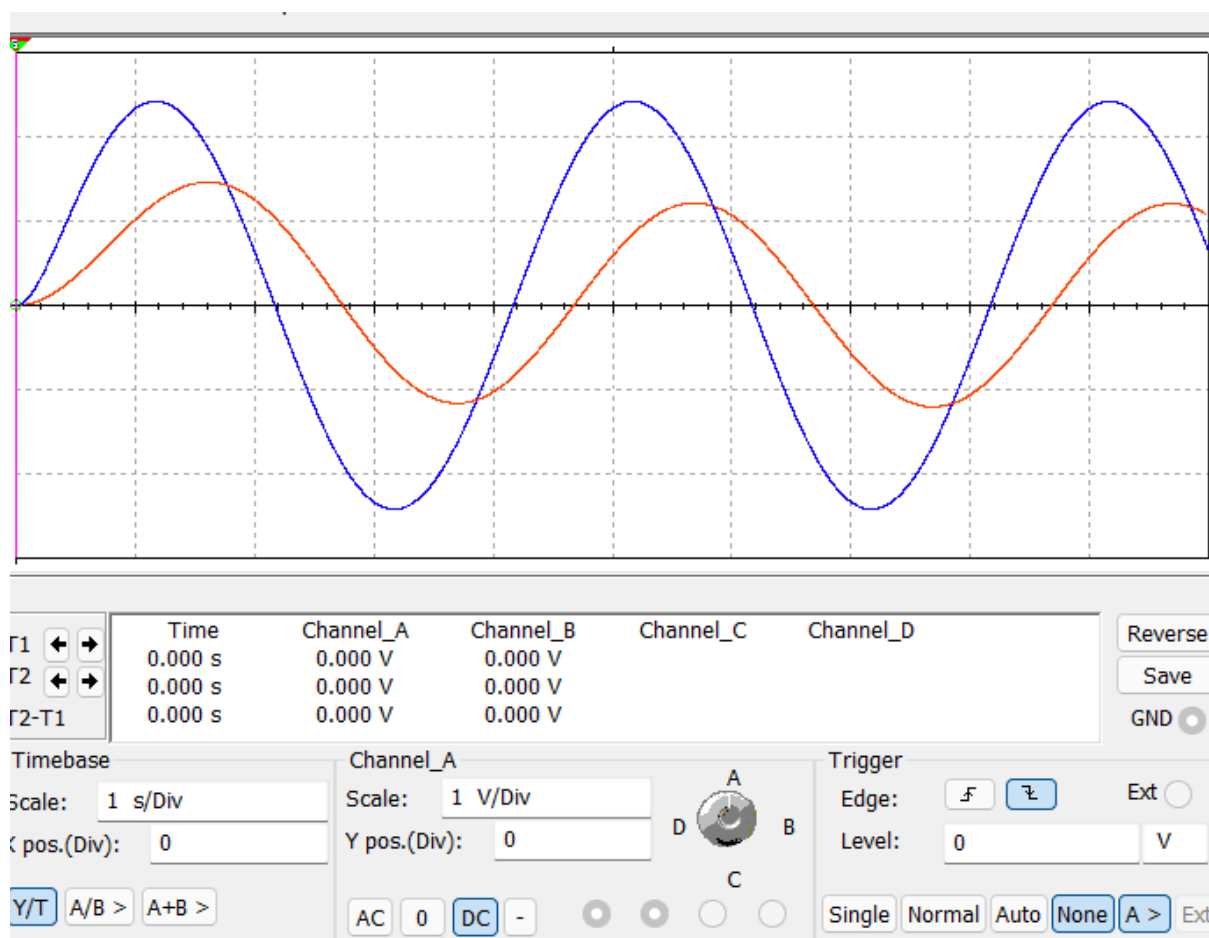 Time Channel_A Channel_B Channel_C Channel_D
T1 0.000 s 0.000 V 0.000 V
T2 0.000 s 0.000 V 0.000 V
T2-T1 0.000 s 0.000 V 0.000 V
Reverse
Save
GND
Timebase
Scale: 1 s/Div
X pos.(Div): 0
Y/T A/B > A+B >
Channel_A
Scale: 1 V/Div
Y pos.(Div): 0
AC 0 DC -
A
D B
C
Trigger
Edge: Ext
Level: 0 V
Single Normal Auto None A > Ext